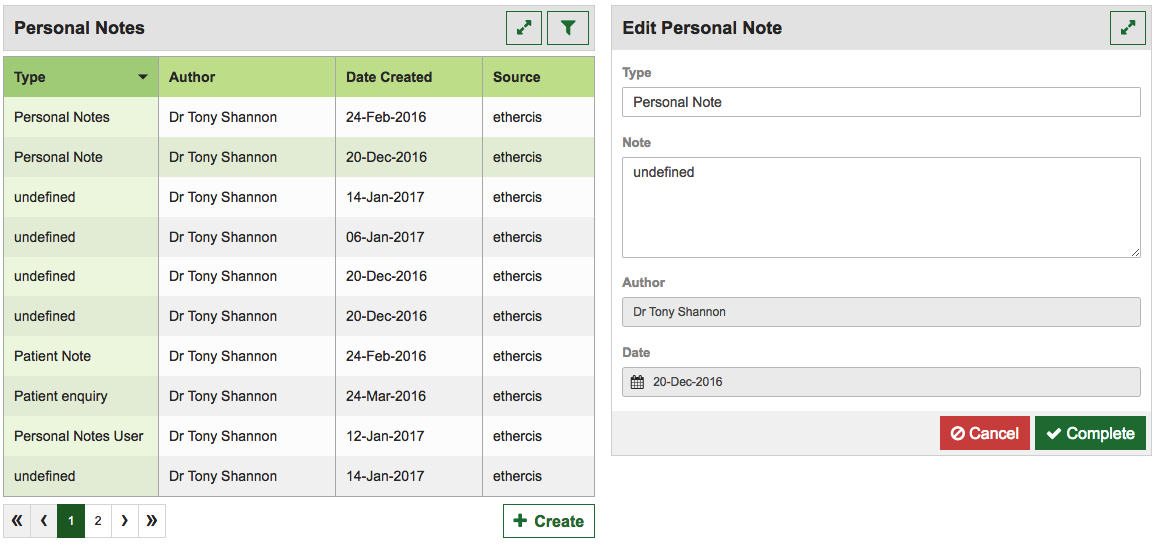 Personal Notes
Type Author Date Created Source
Personal Notes Dr Tony Shannon 24-Feb-2016 ethercis
Personal Note Dr Tony Shannon 20-Dec-2016 ethercis
undefined Dr Tony Shannon 14-Jan-2017 ethercis
undefined Dr Tony Shannon 06-Jan-2017 ethercis
undefined Dr Tony Shannon 20-Dec-2016 ethercis
undefined Dr Tony Shannon 20-Dec-2016 ethercis
Patient Note Dr Tony Shannon 24-Feb-2016 ethercis
Patient enquiry Dr Tony Shannon 24-Mar-2016 ethercis
Personal Notes User Dr Tony Shannon 12-Jan-2017 ethercis
undefined Dr Tony Shannon 14-Jan-2017 ethercis
« ‹ 1 2 › »
+ Create
Edit Personal Note
Type
Personal Note
Note
undefined
Author
Dr Tony Shannon
Date
20-Dec-2016
Cancel Complete